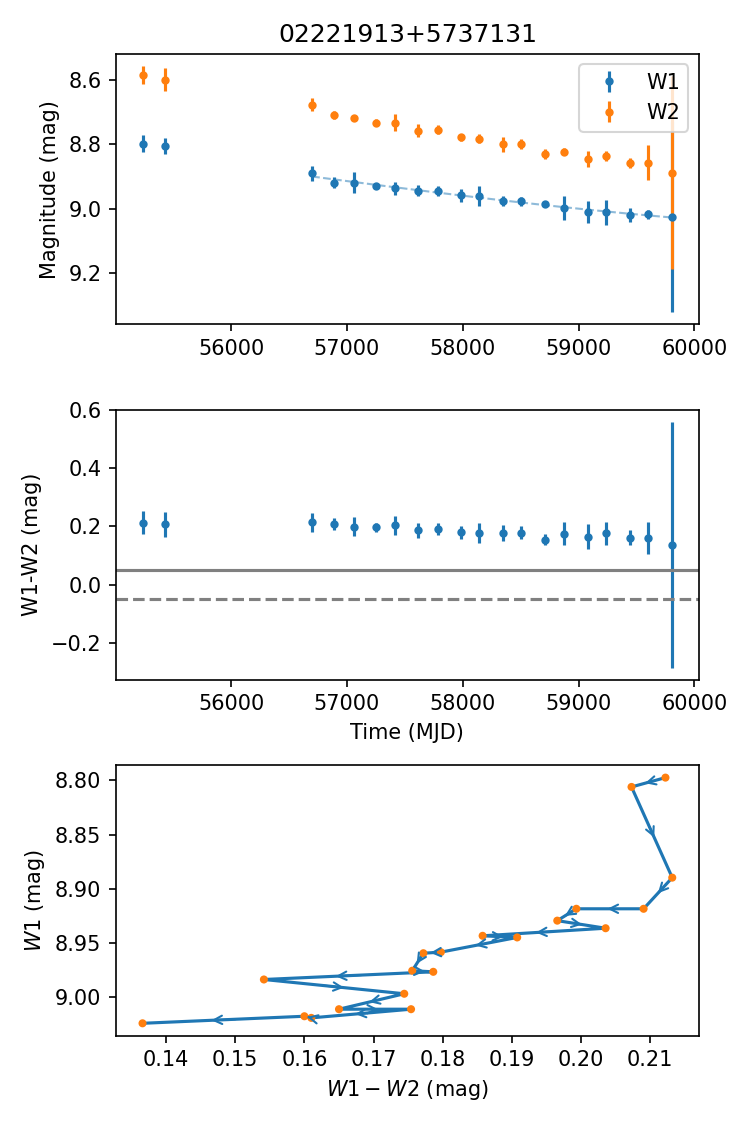 02221913+5737131
Magnitude (mag)
8.6
8.8
9.0
9.2
W1
W2
56000 57000 58000 59000 60000
W1-W2 (mag)
0.6
0.4
0.2
0.0
−0.2
56000 57000 58000 59000 60000
Time (MJD)
W1 (mag)
8.80
8.85
8.90
8.95
9.00
0.14 0.15 0.16 0.17 0.18 0.19 0.20 0.21
W1 − W2 (mag)